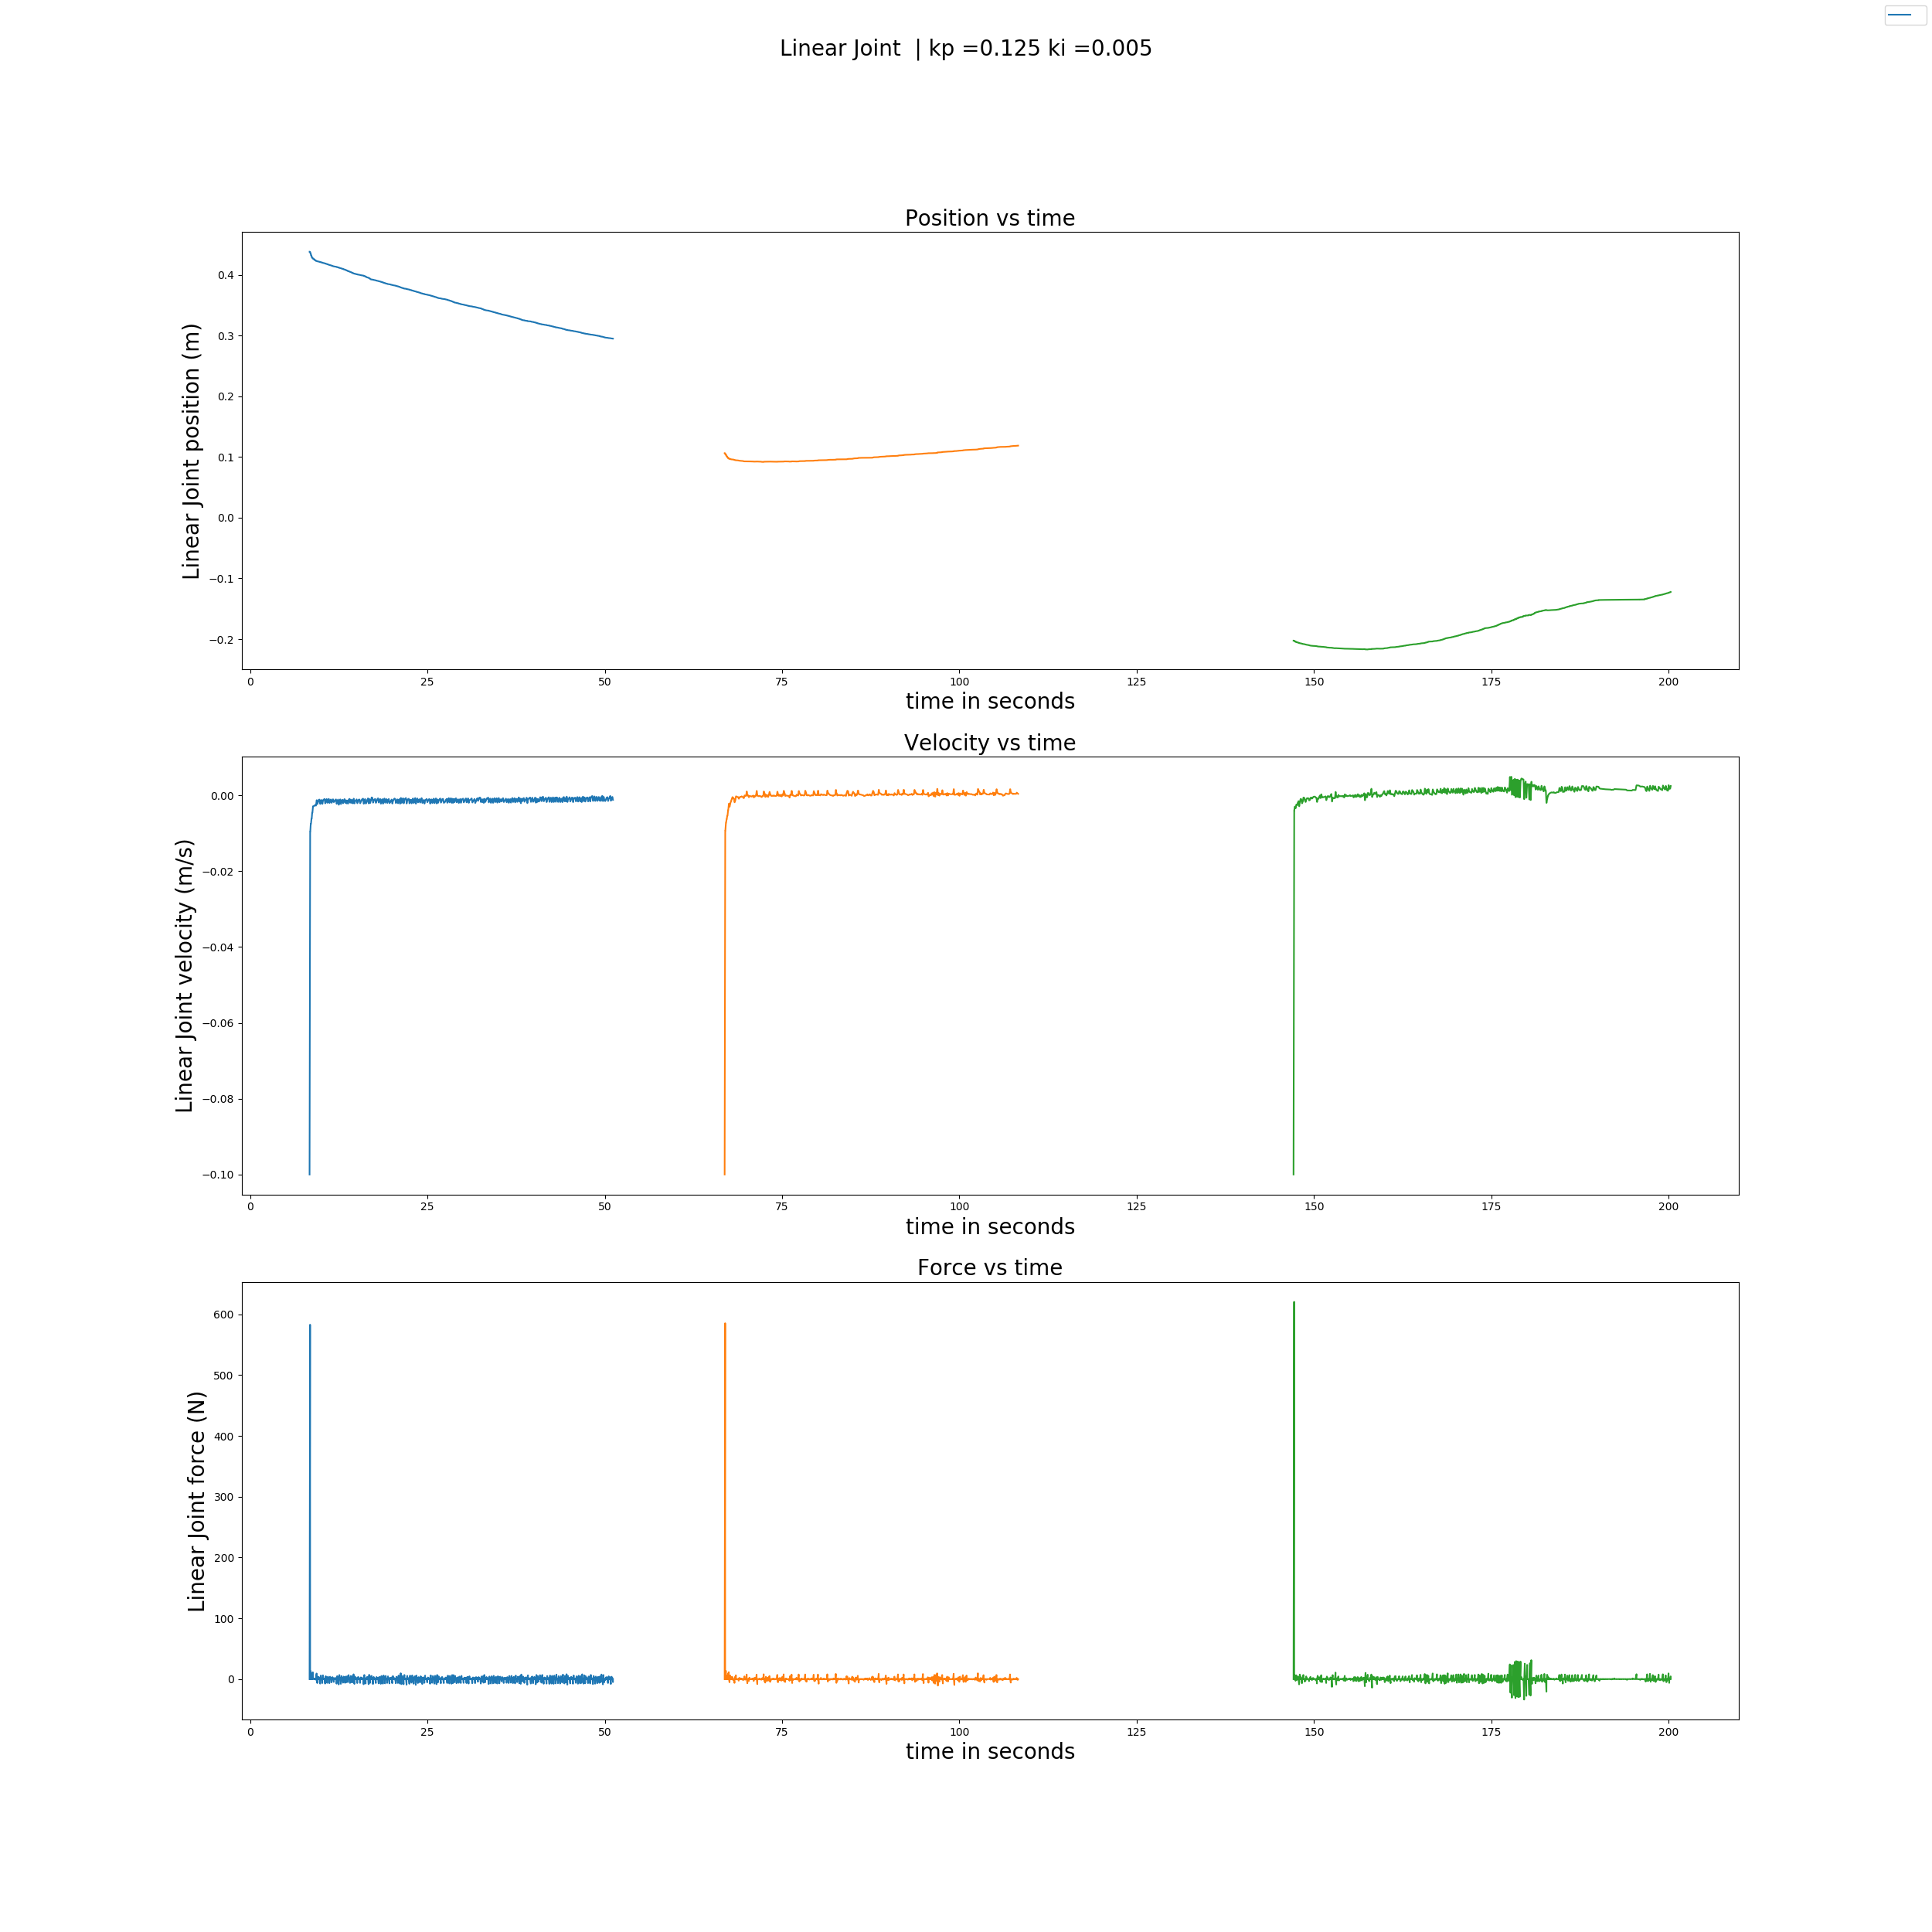 Linear Joint | kp =0.125 ki =0.005
Position vs time
Linear Joint position (m)
0.4
0.3
0.2
0.1
0.0
−0.1
−0.2
0 25 50 75 100 125 150 175 200
time in seconds
Velocity vs time
Linear Joint velocity (m/s)
0.00
−0.02
−0.04
−0.06
−0.08
−0.10
0 25 50 75 100 125 150 175 200
time in seconds
Force vs time
Linear Joint force (N)
600
500
400
300
200
100
0
0 25 50 75 100 125 150 175 200
time in seconds